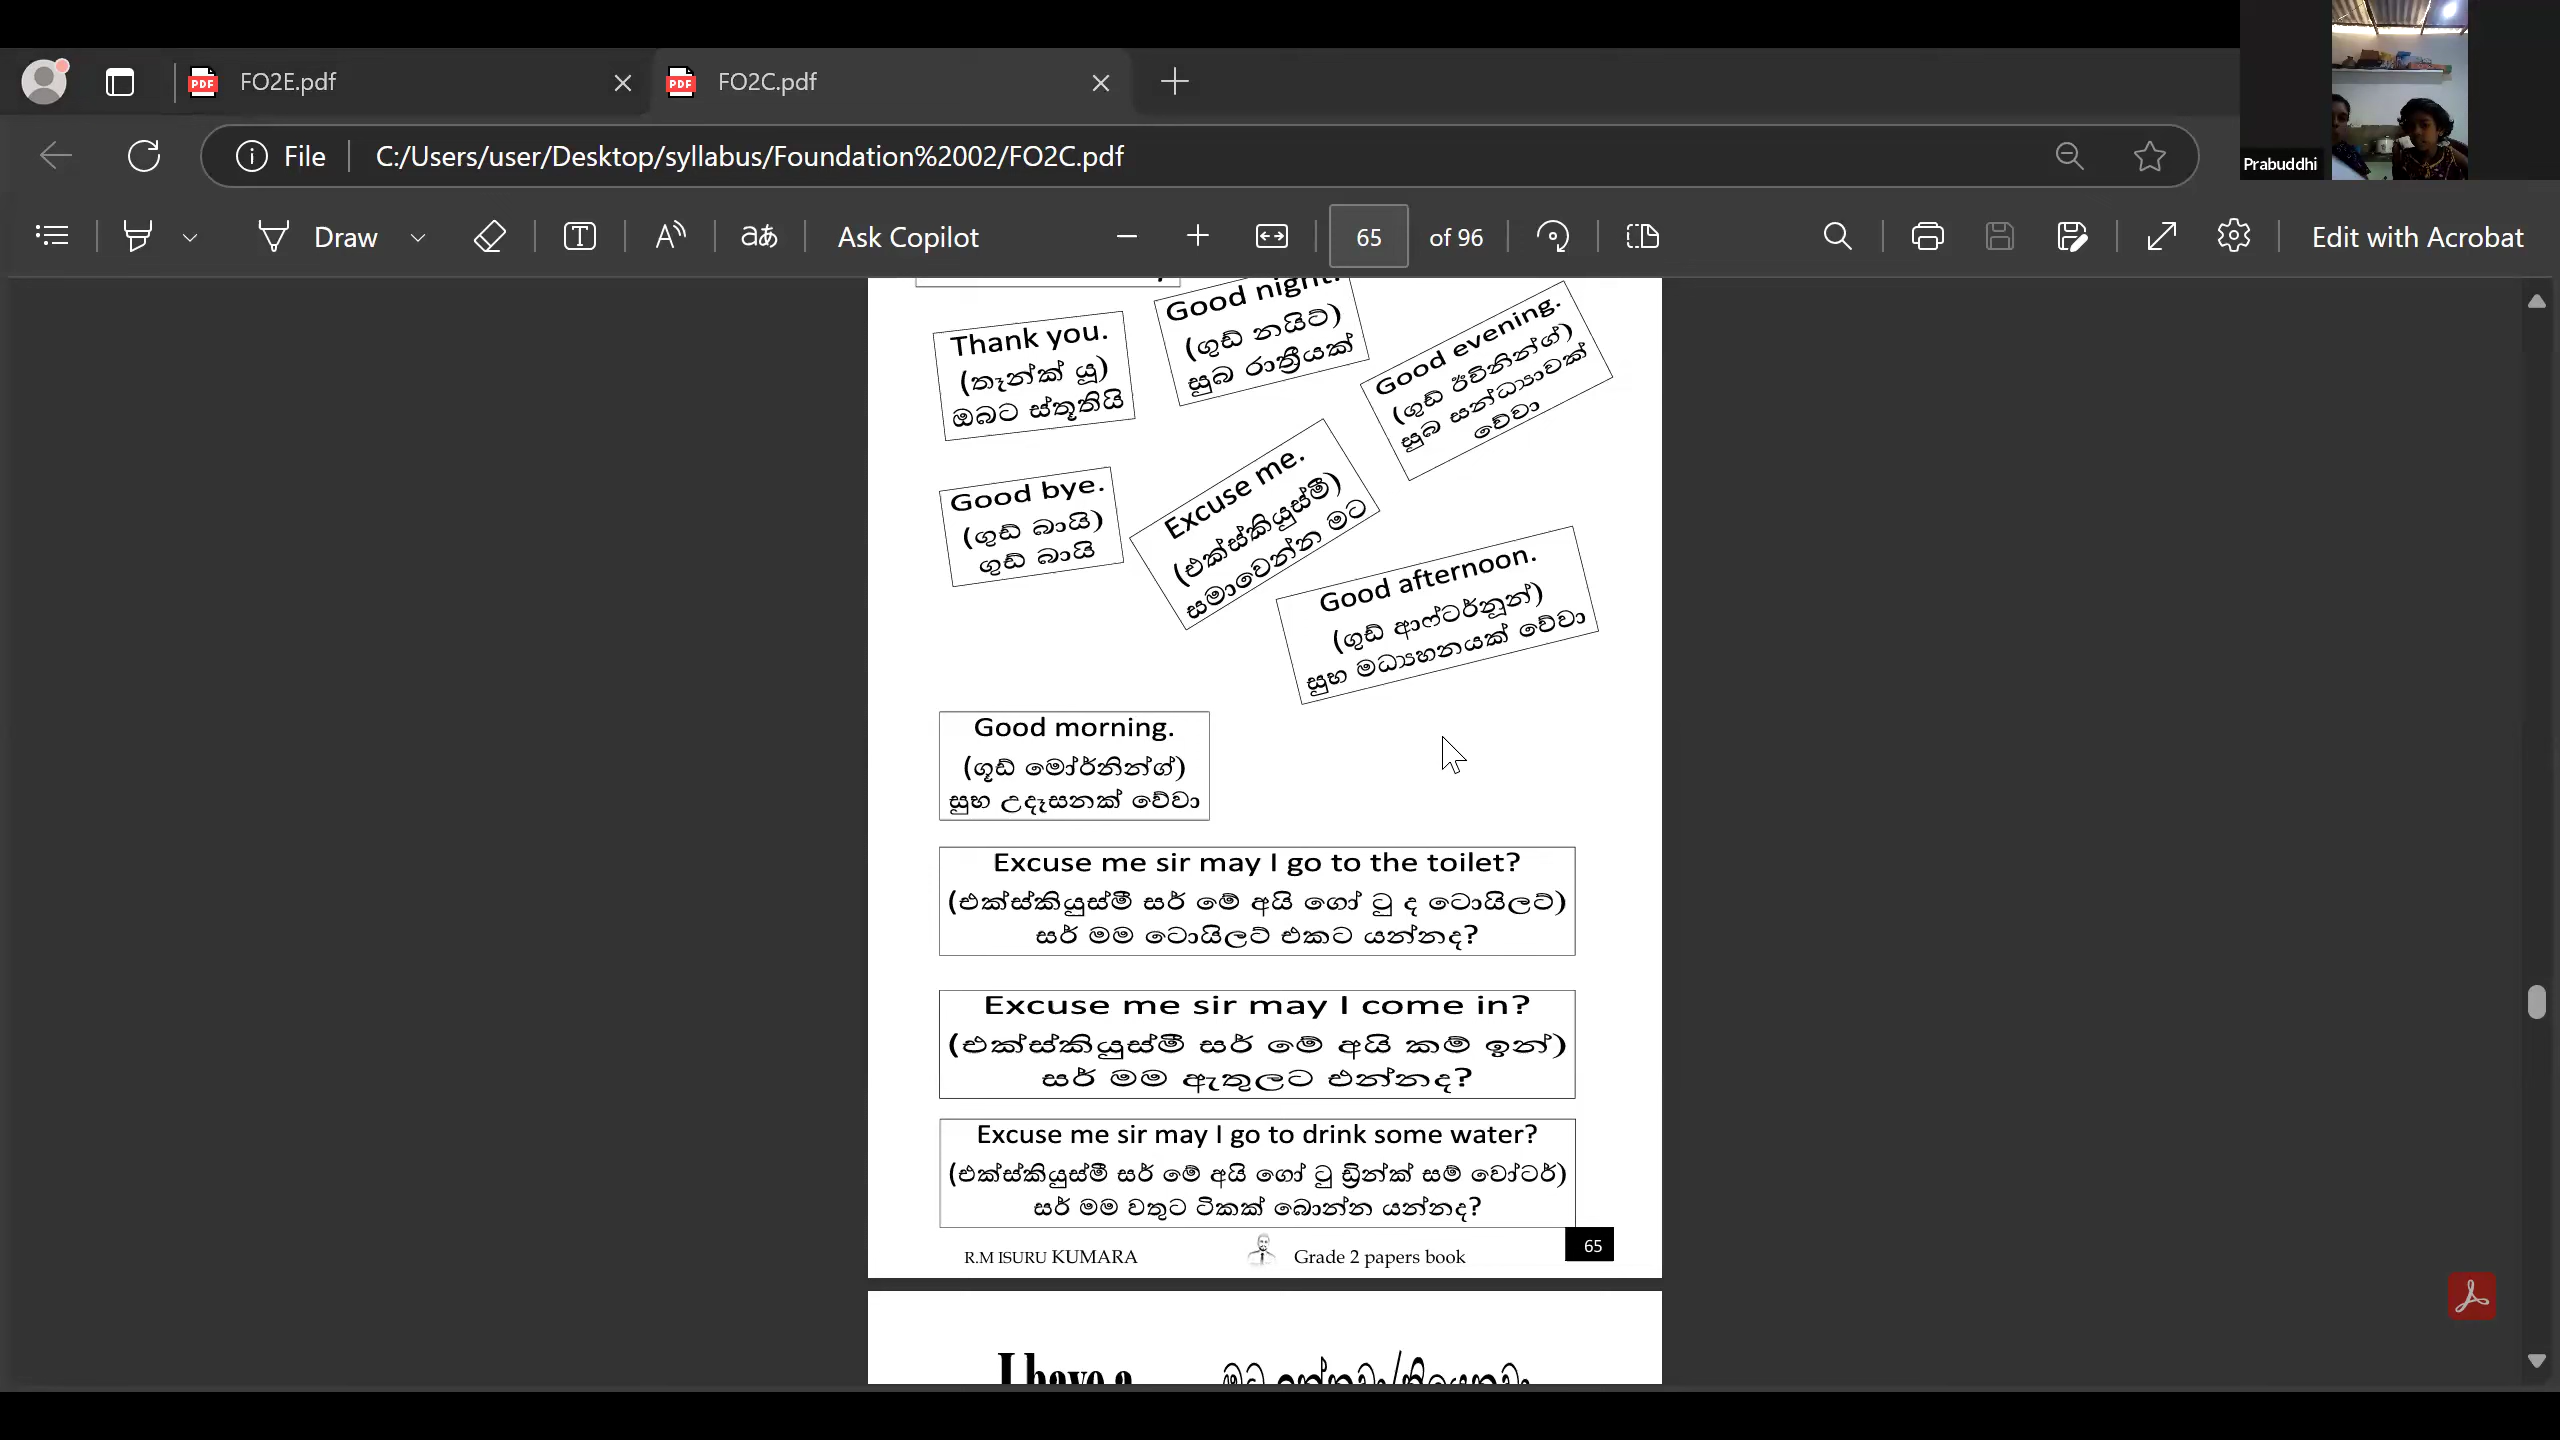 FO2E.pdf
FO2C.pdf
File
C:/Users/user/Desktop/syllabus/Foundation%2002/FO2C.pdf
Prabuddhi
Draw
Ask Copilot
65
of 96
Edit with Acrobat
Good night.
(ගුඩ් නයිට්)
සුබ රාත්‍රීයක්
Thank you.
(තෑන්ක් යූ)
ඔබට ස්තූතියි
Good evening.
(ගුඩ් ඊවිනින්ග්)
සුබ සන්ධ්‍යාවක්
වේවා
Good bye.
(ගුඩ් බායි)
ගුඩ් බායි
Excuse me.
(එක්ස්කියුස්මී)
සමාවෙන්න මට
Good afternoon.
(ගුඩ් ආෆ්ටර්නූන්)
සුභ මධ්‍යහනයක් වේවා
Good morning.
(ගූඩ් මෝර්නින්ග්)
සුභ උදෑසනක් වේවා
Excuse me sir may I go to the toilet?
(එක්ස්කියුස්මී සර් මේ අයි ගෝ ටු ද ටොයිලට්)
සර් මම ටොයිලට් එකට යන්නද?
Excuse me sir may I come in?
(එක්ස්කියුස්මී සර් මේ අයි කම් ඉන්)
සර් මම ඇතුලට එන්නද?
Excuse me sir may I go to drink some water?
(එක්ස්කියුස්මී සර් මේ අයි ගෝ ටු ඩ්‍රින්ක් සම් වෝටර්)
සර් මම වතුට ටිකක් බොන්න යන්නද?
R.M ISURU KUMARA
Grade 2 papers book
65
I have a